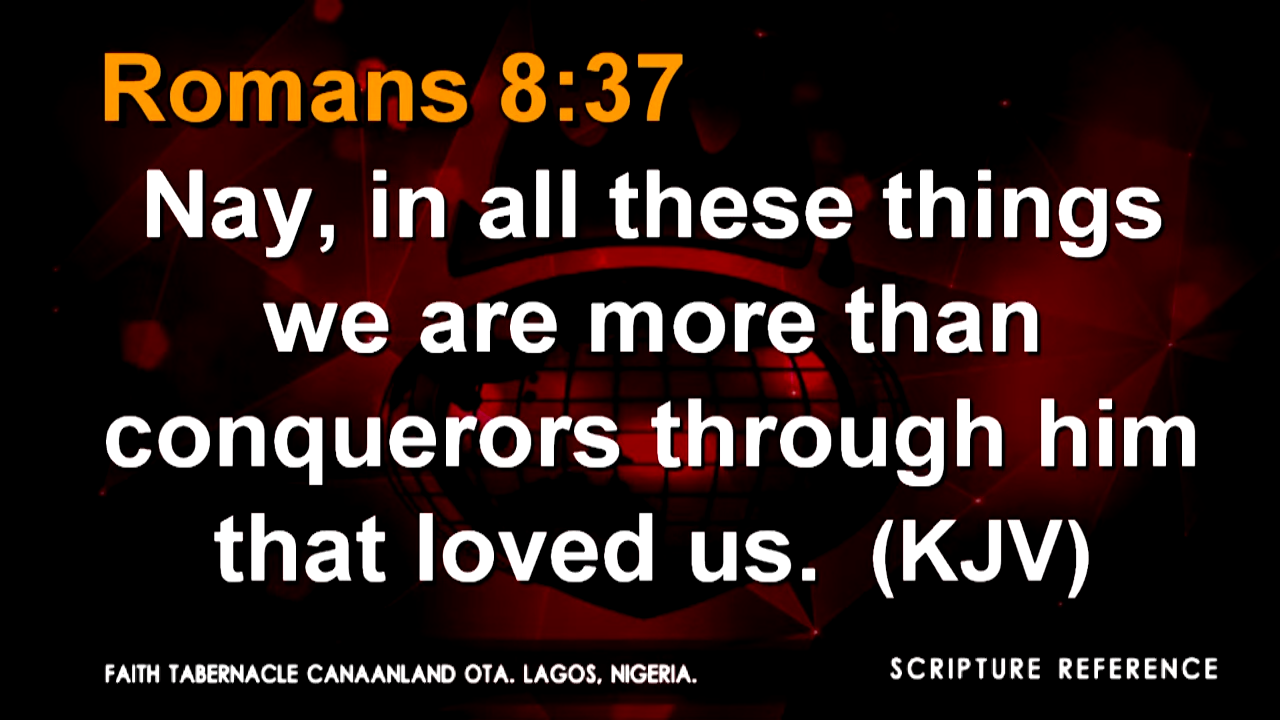 Romans 8:37
Nay, in all these things
we are more than
conquerors through him
that loved us. (KJV)
FAITH TABERNACLE CANAANLAND OTA. LAGOS, NIGERIA.
SCRIPTURE REFERENCE